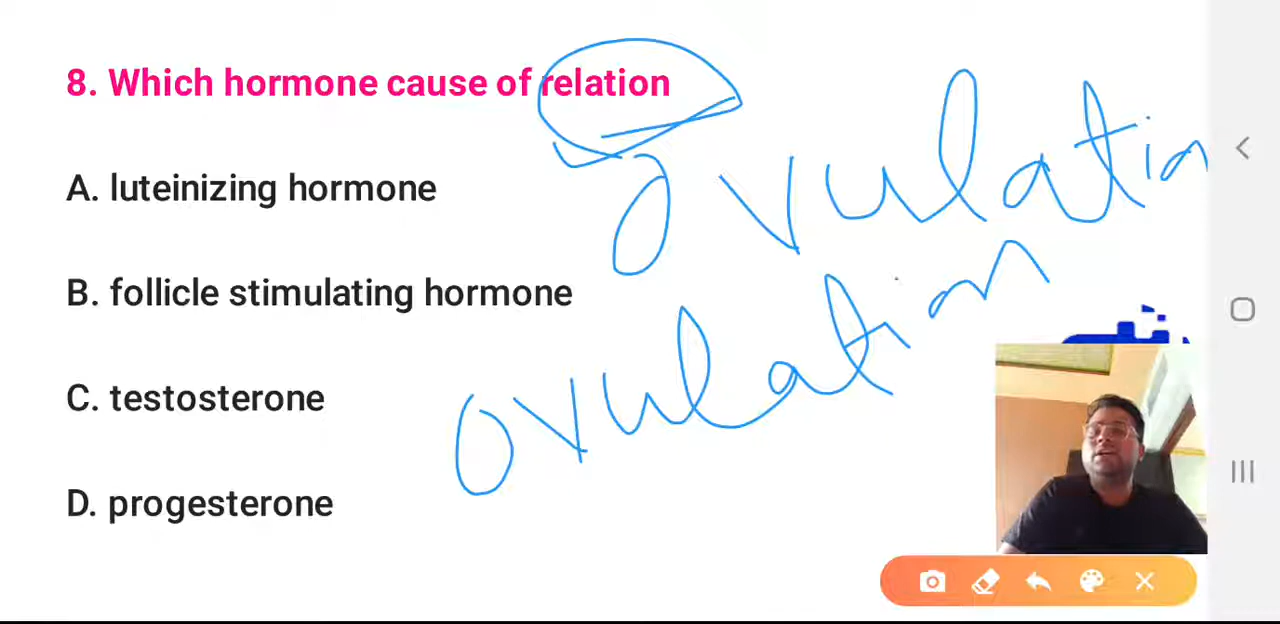 8. Which hormone cause of relation
ovulation
A. luteinizing hormone
B. follicle stimulating hormone
ovulation
C. testosterone
D. progesterone